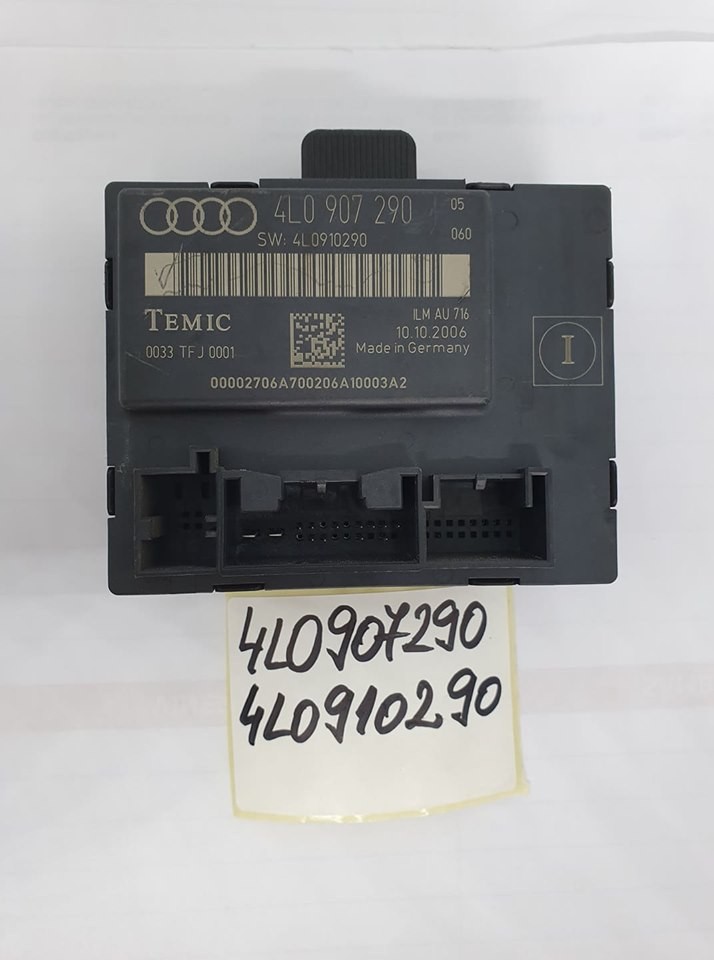 4L0 907 290 05
SW: 4L0910290 060
TEMIC
ILM AU 716
10.10.2006
0033 TFJ 0001 Made in Germany
00002706A700206A10003A2
I
4L0907290
4L0910290